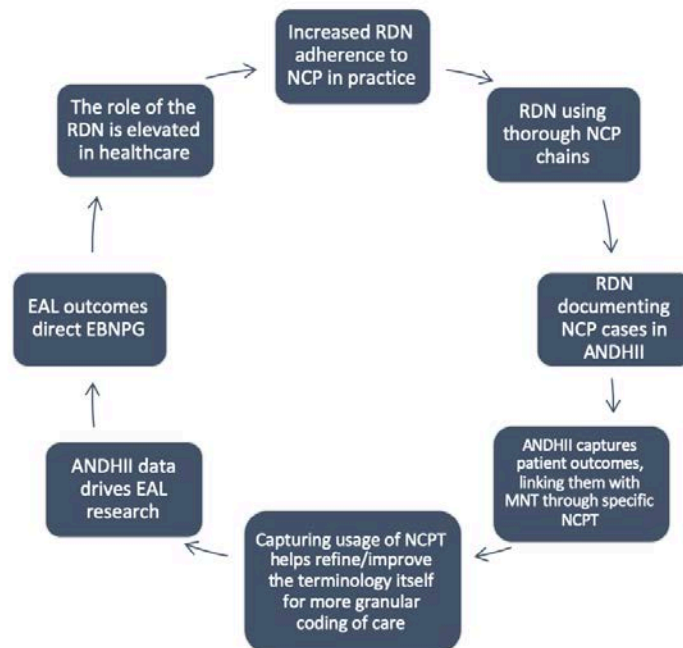 Increased RDN
adherence to
NCP in practice
RDN using
thorough NCP
chains
RDN
documenting
NCP cases in
ANDHII
ANDHII captures
patient outcomes,
linking them with
MNT through specific
NCPT
Capturing usage of NCPT
helps refine/improve
the terminology itself
for more granular
coding of care
ANDHII data
drives EAL
research
EAL outcomes
direct EBNPG
The role of the
RDN is elevated
in healthcare